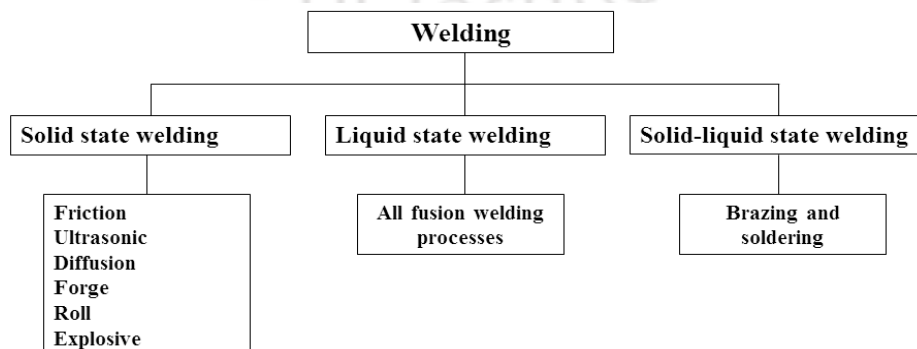 Welding
Solid state welding
Liquid state welding
Solid-liquid state welding
Friction
Ultrasonic
Diffusion
Forge
Roll
Explosive
All fusion welding
processes
Brazing and
soldering